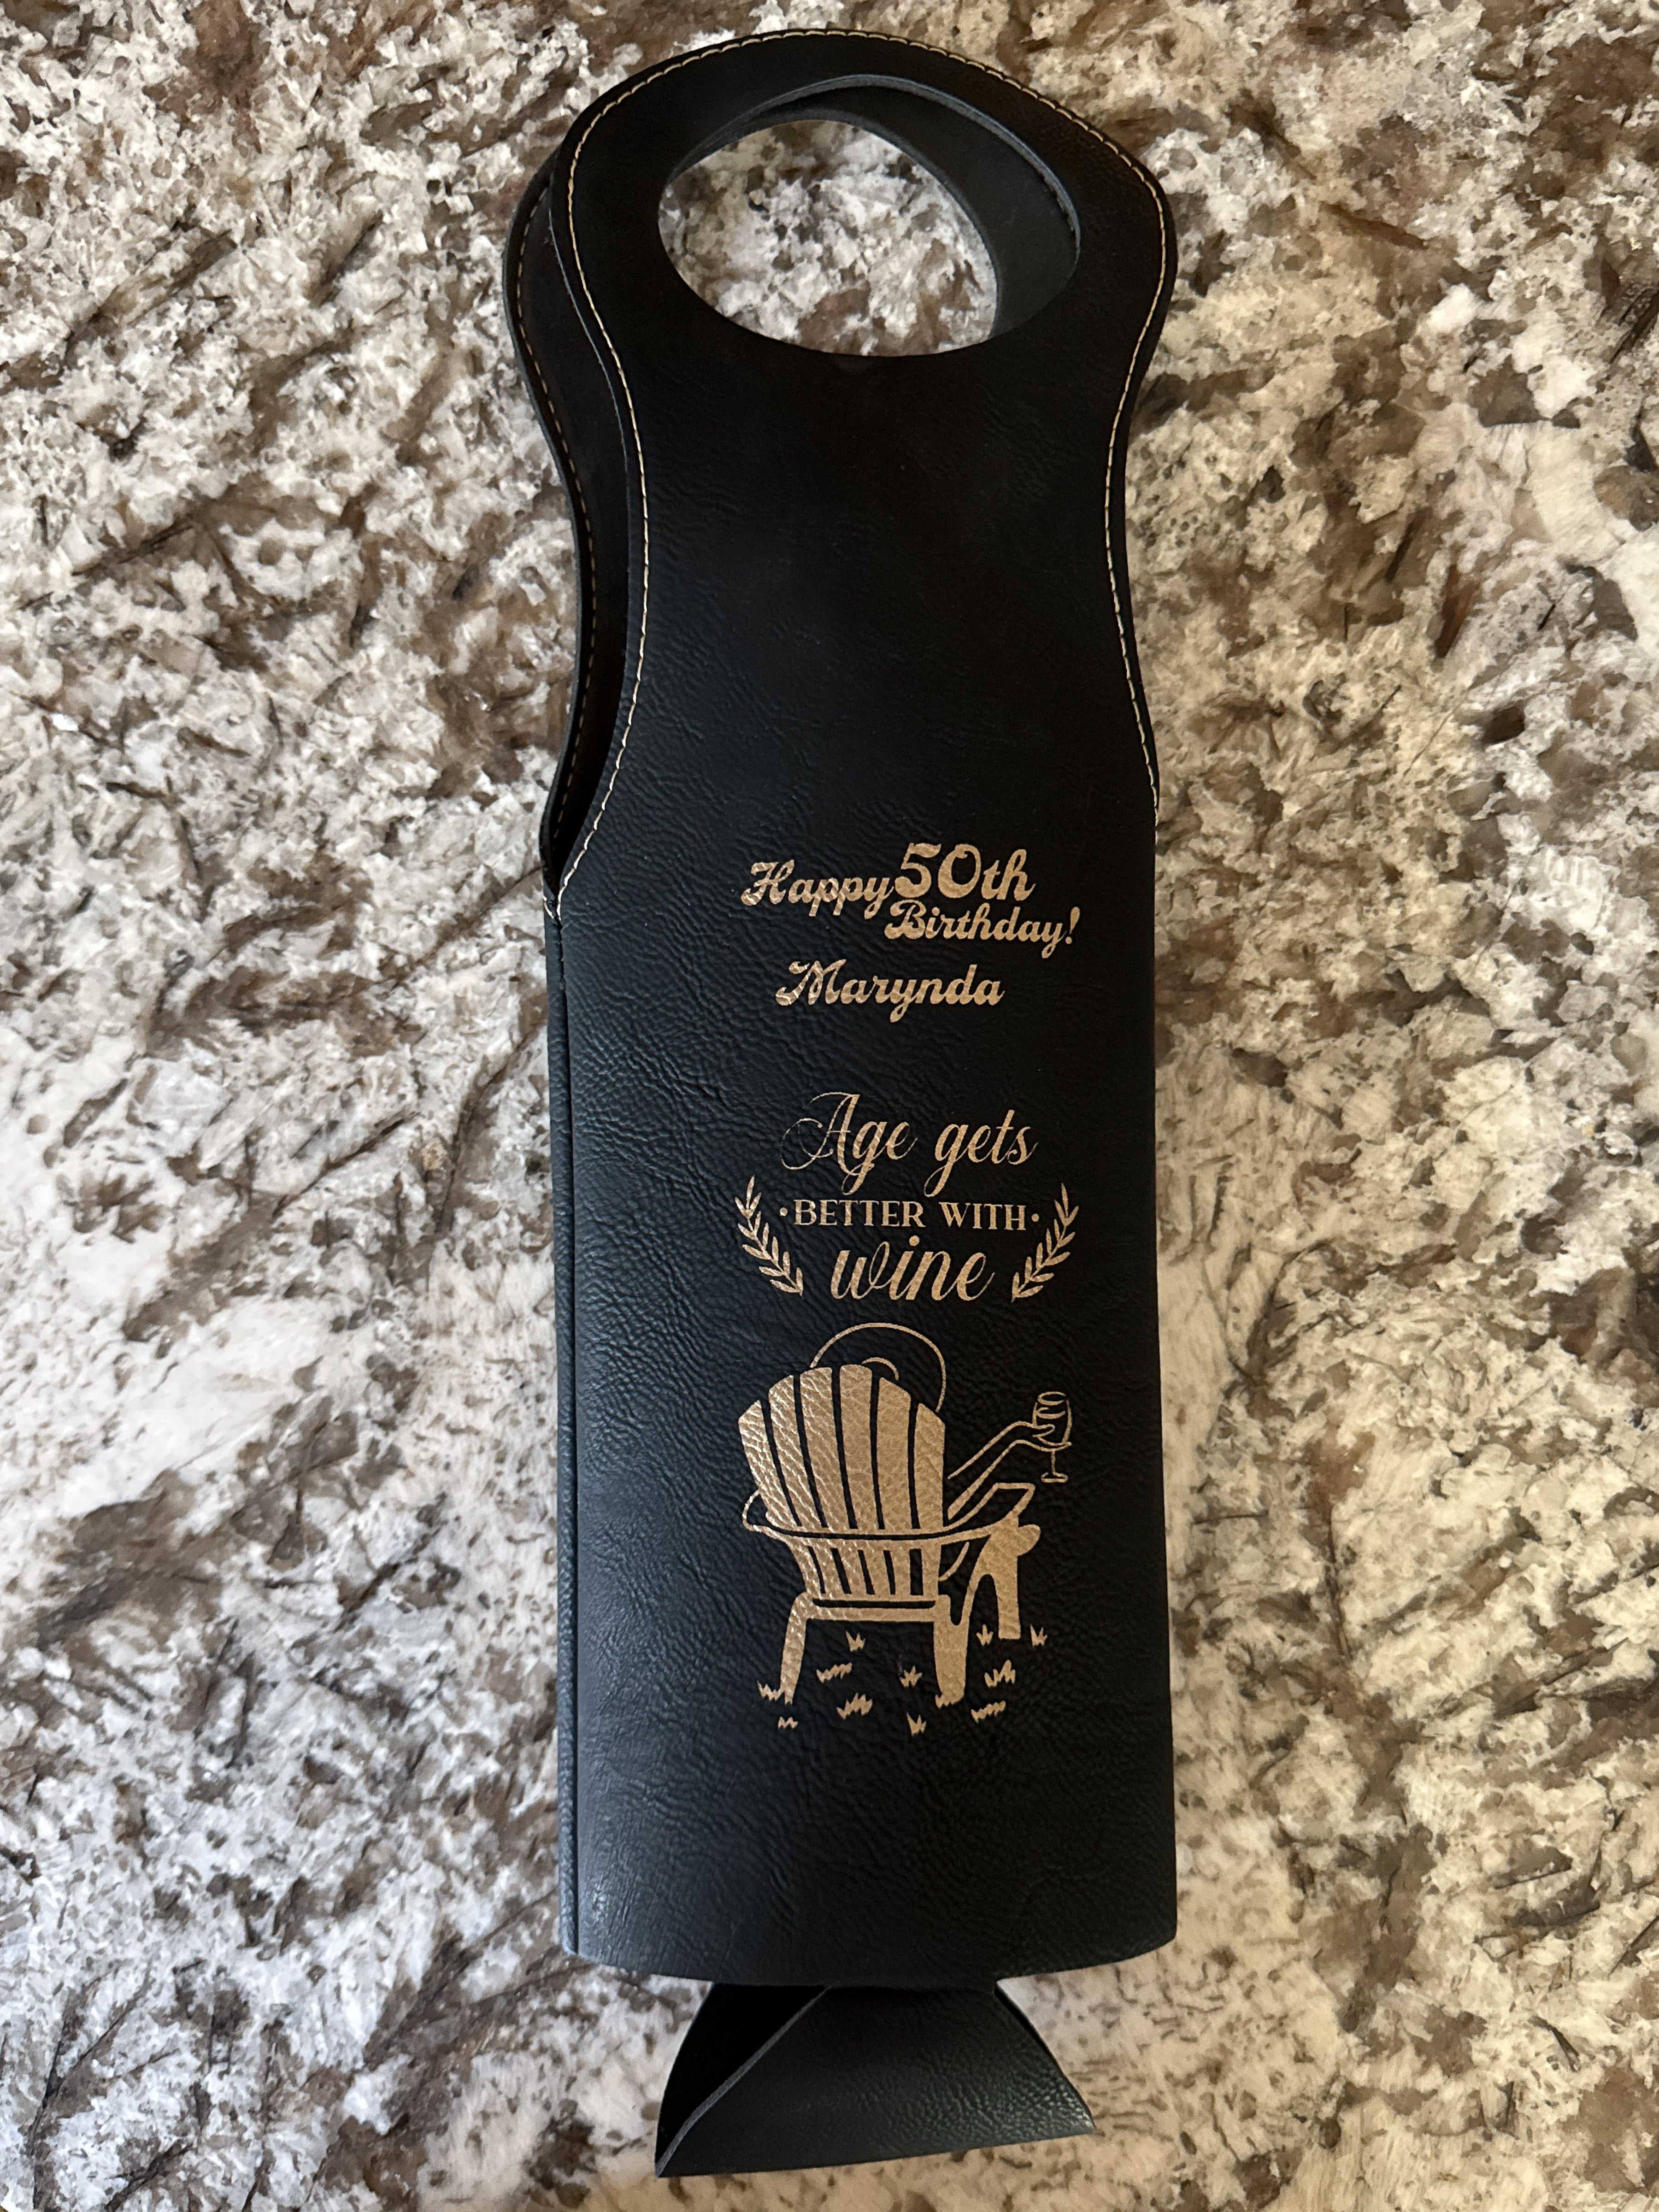 Happy 50th
Birthday!
Marynda
Age gets
•BETTER WITH•
wine